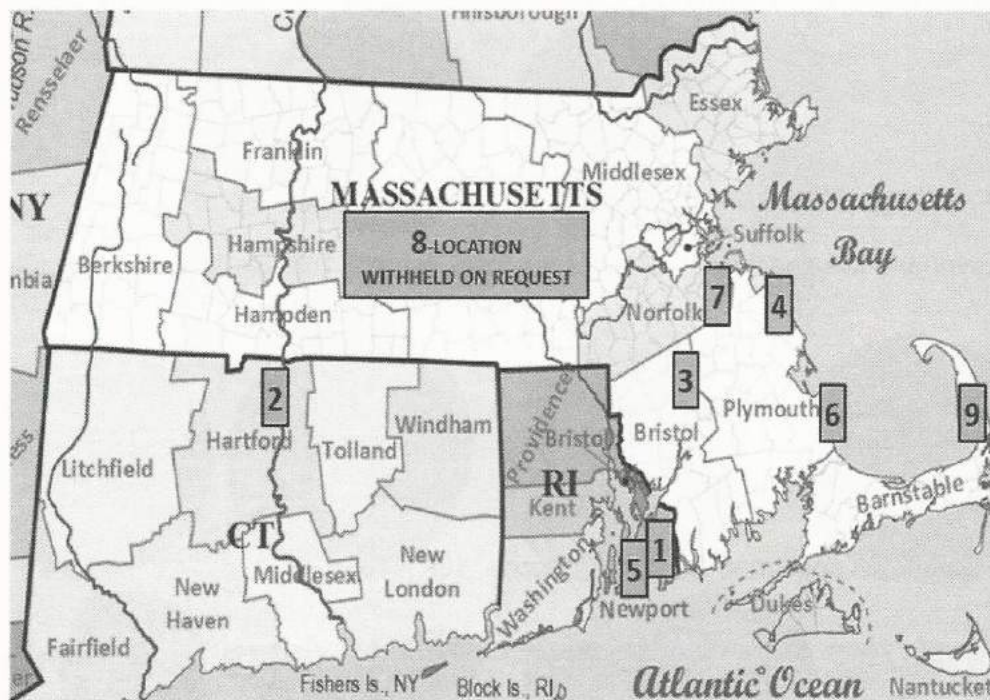 Hillsborough
Rensselaer
Essex
Franklin
Middlesex
MASSACHUSETTS
NY
Massachusetts
Bay
Hampshire
8-LOCATION
WITHHELD ON REQUEST
Suffolk
Berkshire
mbia
Hampden
Norfolk
7
4
3
2
Providence
Plymouth
6
9
Hartford
Windham
Bristol
Bristol
Litchfield
Tolland
RI
Kent
Barnstable
CT
Middlesex
New
London
Washington
5
1
New
Haven
Newport
Dukes
Fairfield
Fishers Is., NY
Block Is., RI
Atlantic Ocean
Nantucket